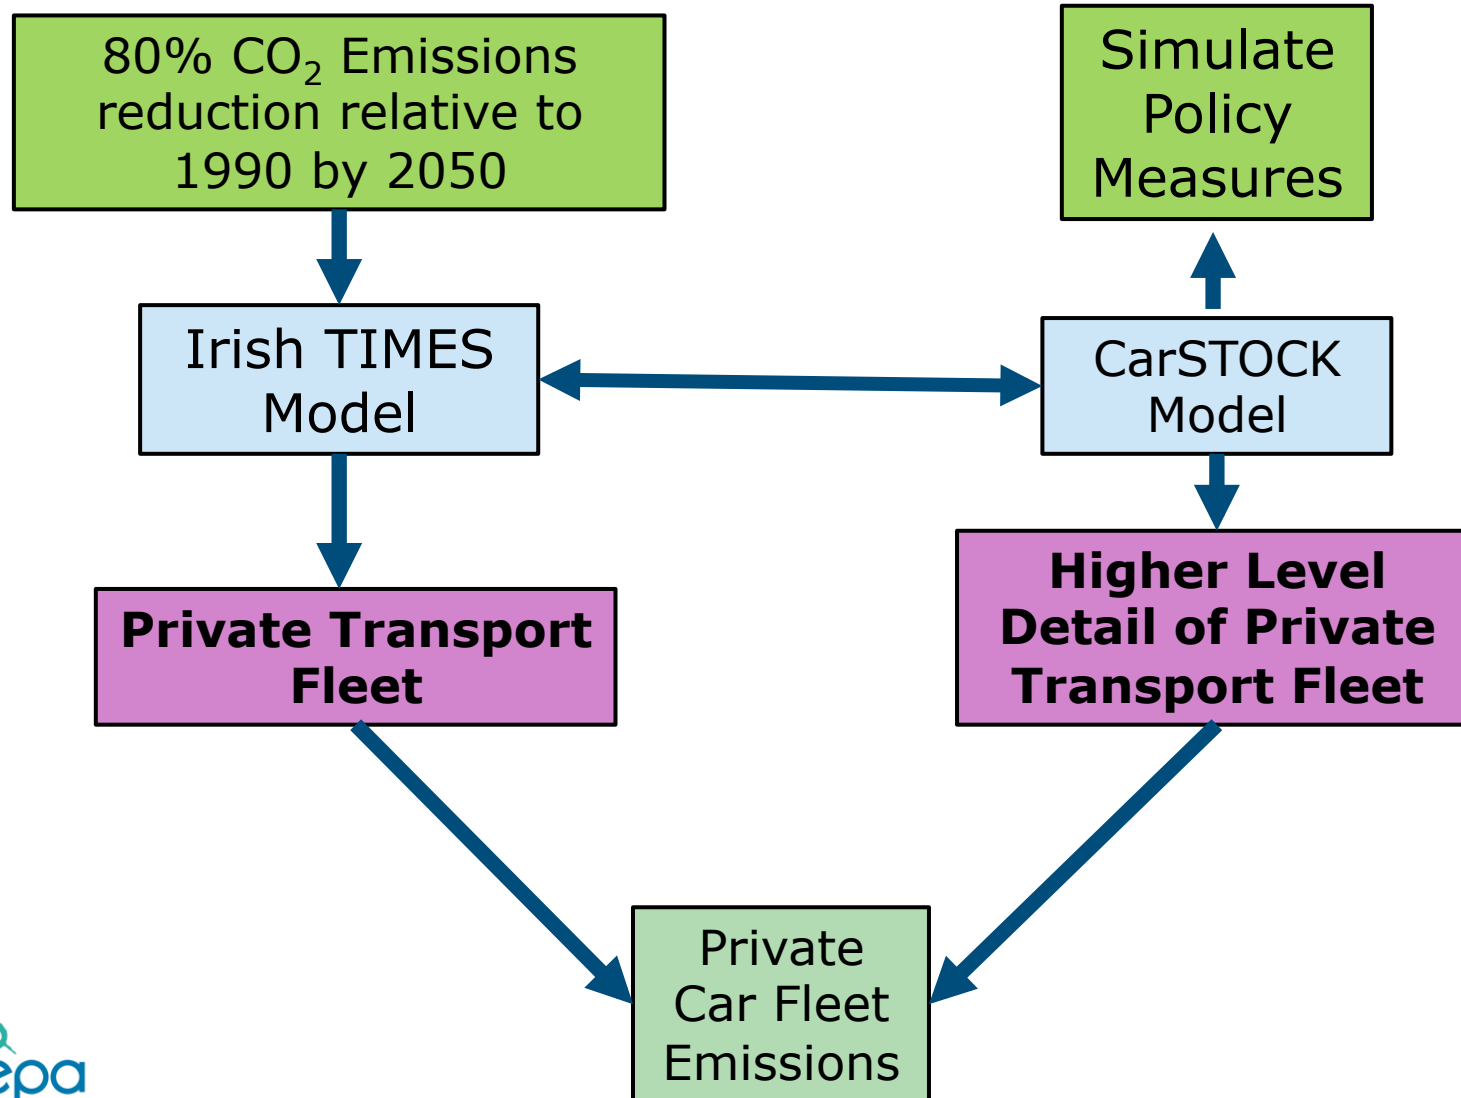 80% CO₂ Emissions
reduction relative to
1990 by 2050
Simulate
Policy
Measures
Irish TIMES
Model
CarSTOCK
Model
Private Transport
Fleet
Higher Level
Detail of Private
Transport Fleet
Private
Car Fleet
Emissions
epa